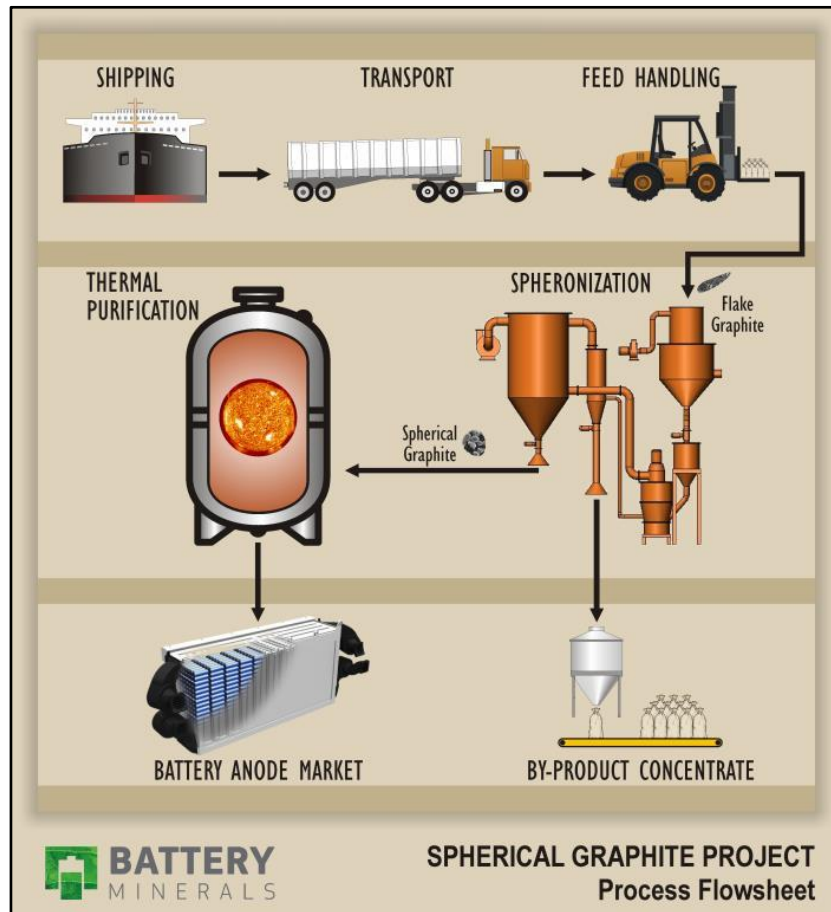 SHIPPING
TRANSPORT
FEED HANDLING
THERMAL
PURIFICATION
SPHERONIZATION
Flake
Graphite
Spherical
Graphite
BATTERY ANODE MARKET
BY-PRODUCT CONCENTRATE
BATTERY
MINERALS
SPHERICAL GRAPHITE PROJECT
Process Flowsheet